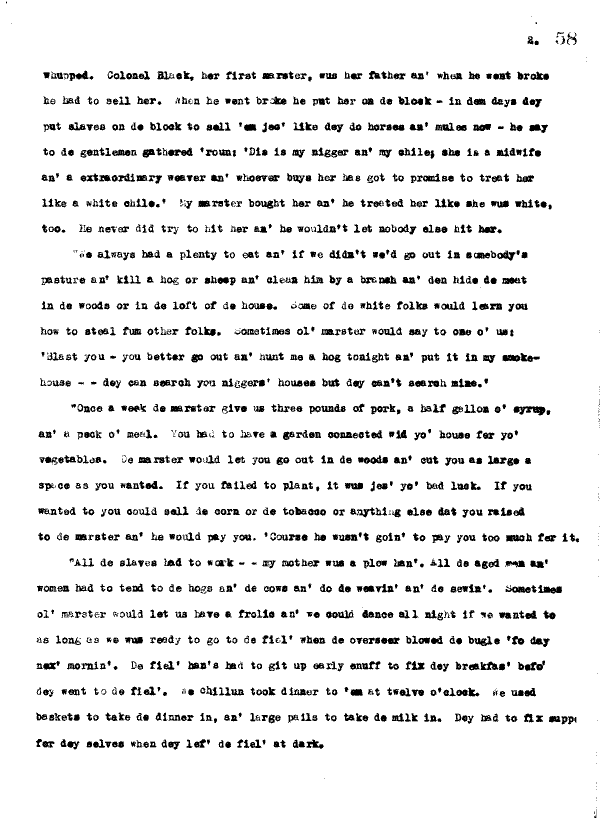 2. 58
whupped. Colonel Black, her first marster, wus her father an' when he went broke
he had to sell her. When he went broke he put her on de block - in dem days dey
put slaves on de block to sell 'em jes' like dey do horses an' mules now - he say
to de gentlemen gathered 'roun: 'Dis is my nigger an' my chile; she is a midwife
an' a extraordinary weaver an' whoever buys her has got to promise to treat her
like a white chile.' My marster bought her an' he treated her like she wus white,
too. He never did try to hit her an' he wouldn't let nobody else hit her.
"We always had a plenty to eat an' if we didn't we'd go out in somebody's
pasture an' kill a hog or sheep an' clean him by a branch an' den hide de meat
in de woods or in de loft of de house. Some of de white folks would learn you
how to steal fum other folks. Sometimes ol' marster would say to one o' us:
'Blast you - you better go out an' hunt me a hog tonight an' put it in my smoke-
house - - dey can search you niggers' houses but dey can't search mine.'
"Once a week de marster give us three pounds of pork, a half gallon o' syrup,
an' a peck o' meal. You had to have a garden connected wid yo' house fer yo'
vegetables. De marster would let you go out in de woods an' cut you as large a
space as you wanted. If you failed to plant, it wus jes' yo' bad luck. If you
wanted to you could sell de corn or de tobacco or anything else dat you raised
to de marster an' he would pay you. 'Course he wusn't goin' to pay you too much fer it.
"All de slaves had to work - - my mother wus a plow han'. All de aged men an'
women had to tend to de hogs an' de cows an' do de weavin' an' de sewin'. Sometimes
ol' marster would let us have a frolic an' we could dance all night if we wanted to
as long as we wus ready to go to de fiel' when de overseer blowed de bugle 'fo day
nex' mornin'. De fiel' han's had to git up early enuff to fix dey breakfas' befo'
dey went to de fiel'. We chillun took dinner to 'em at twelve o'clock. We used
baskets to take de dinner in, an' large pails to take de milk in. Dey had to fix suppe
fer dey selves when dey lef' de fiel' at dark.